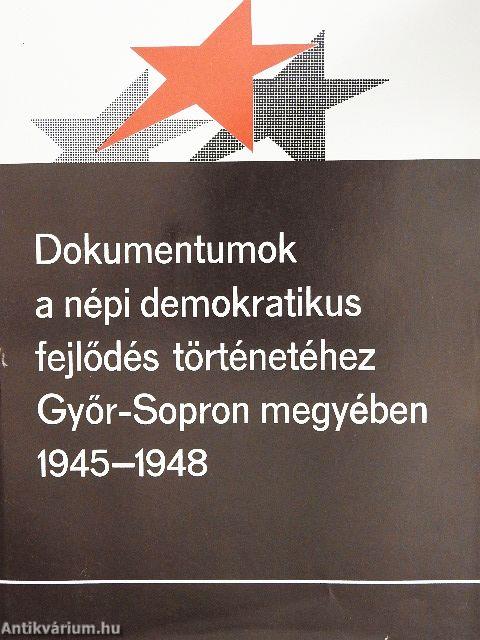 Dokumentumok
a népi demokratikus
fejlődés történetéhez
Győr-Sopron megyében
1945–1948
Antikvárium.hu